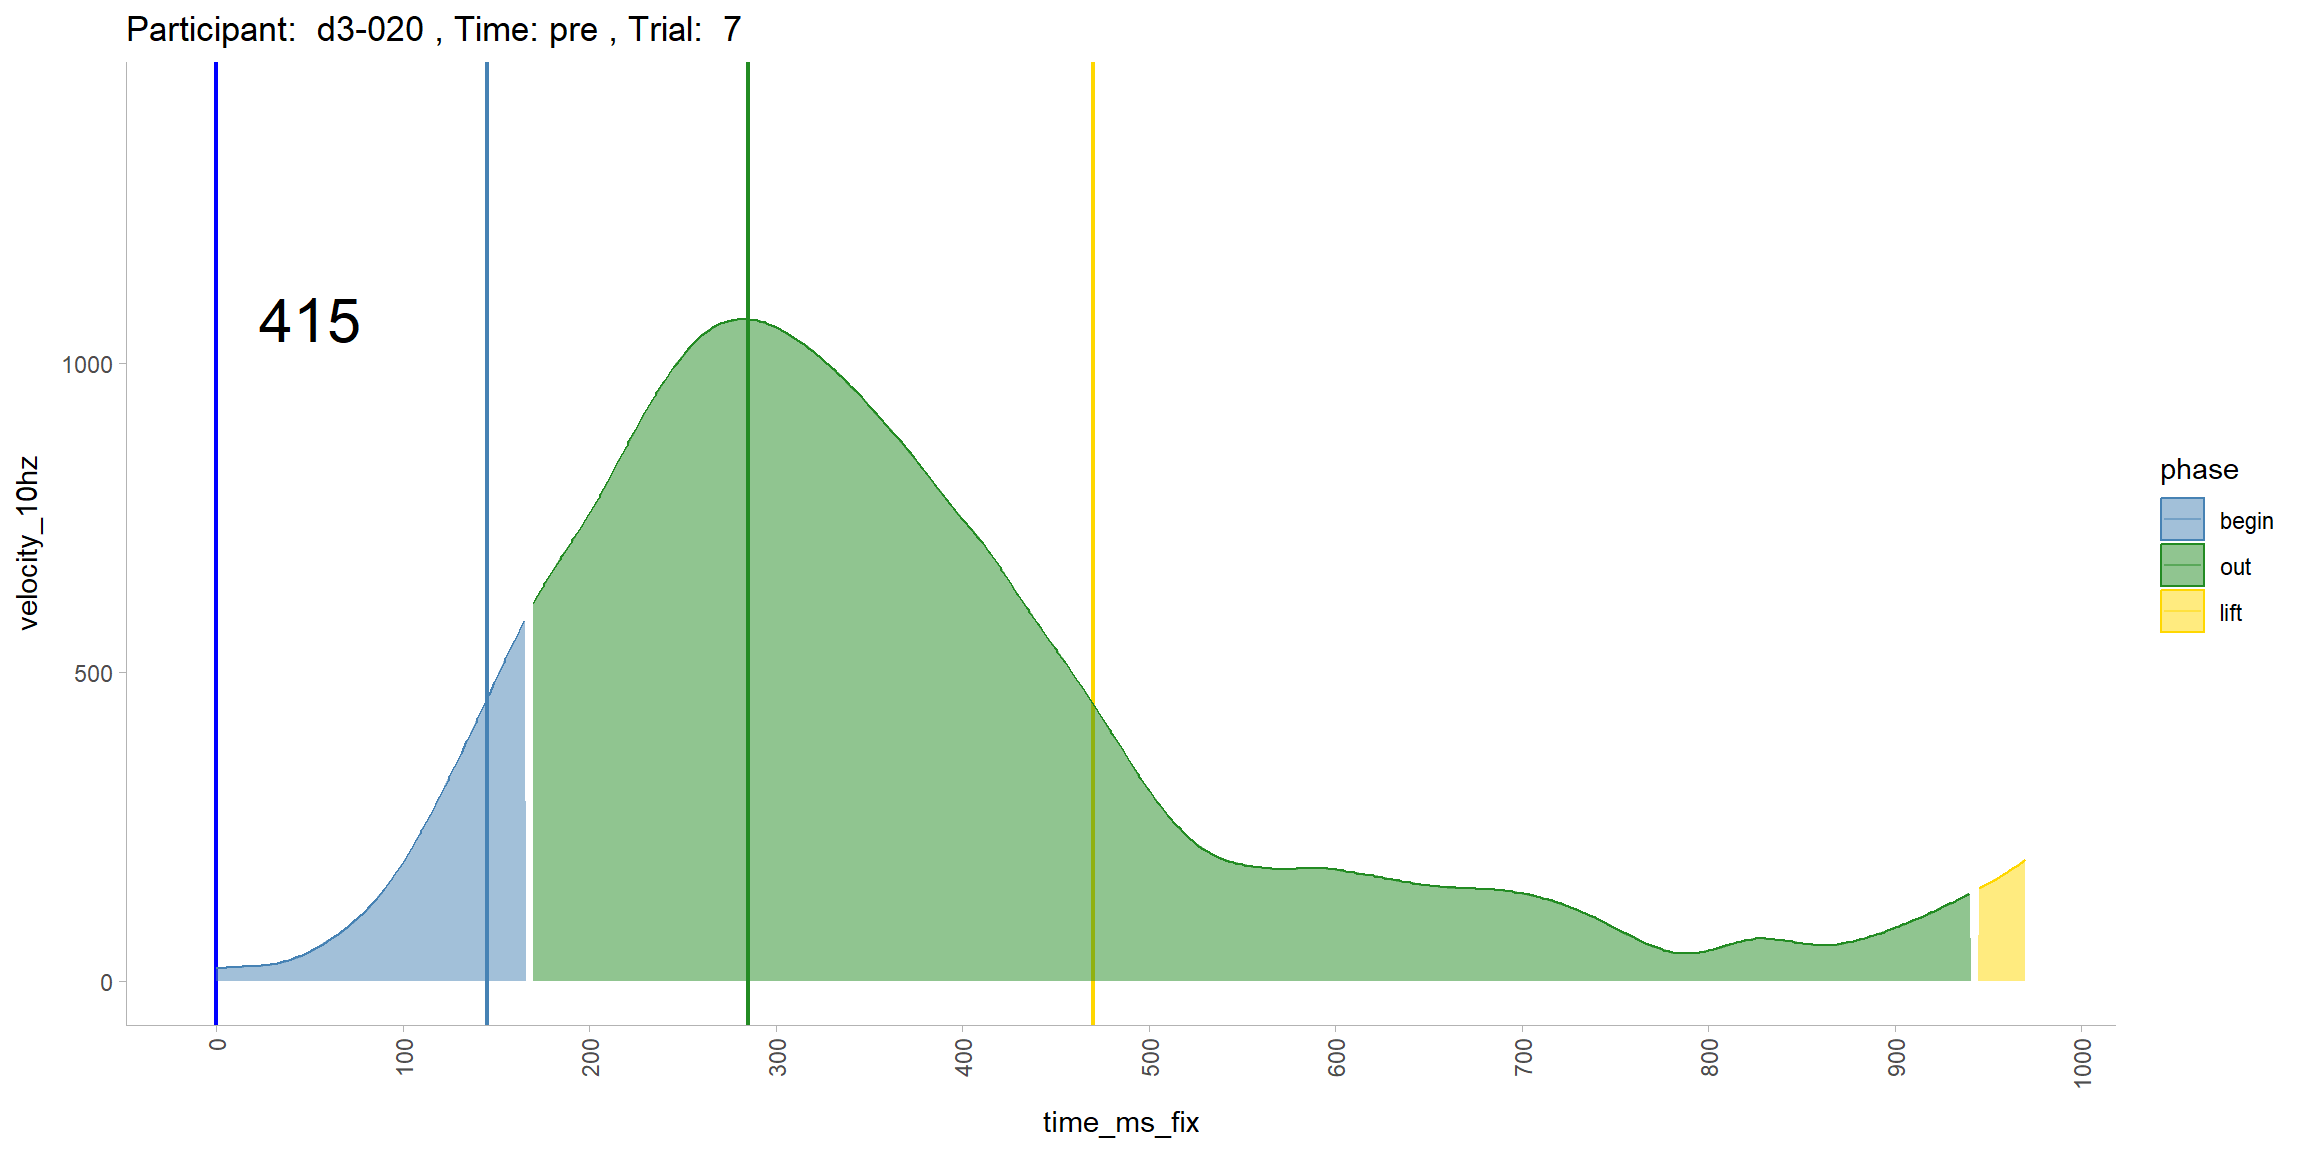 Participant:  d3-020 , Time: pre , Trial:  7
415
1000
500
0
velocity_10hz
0
100
200
300
400
500
600
700
800
900
1000
time_ms_fix
phase
begin
out
lift